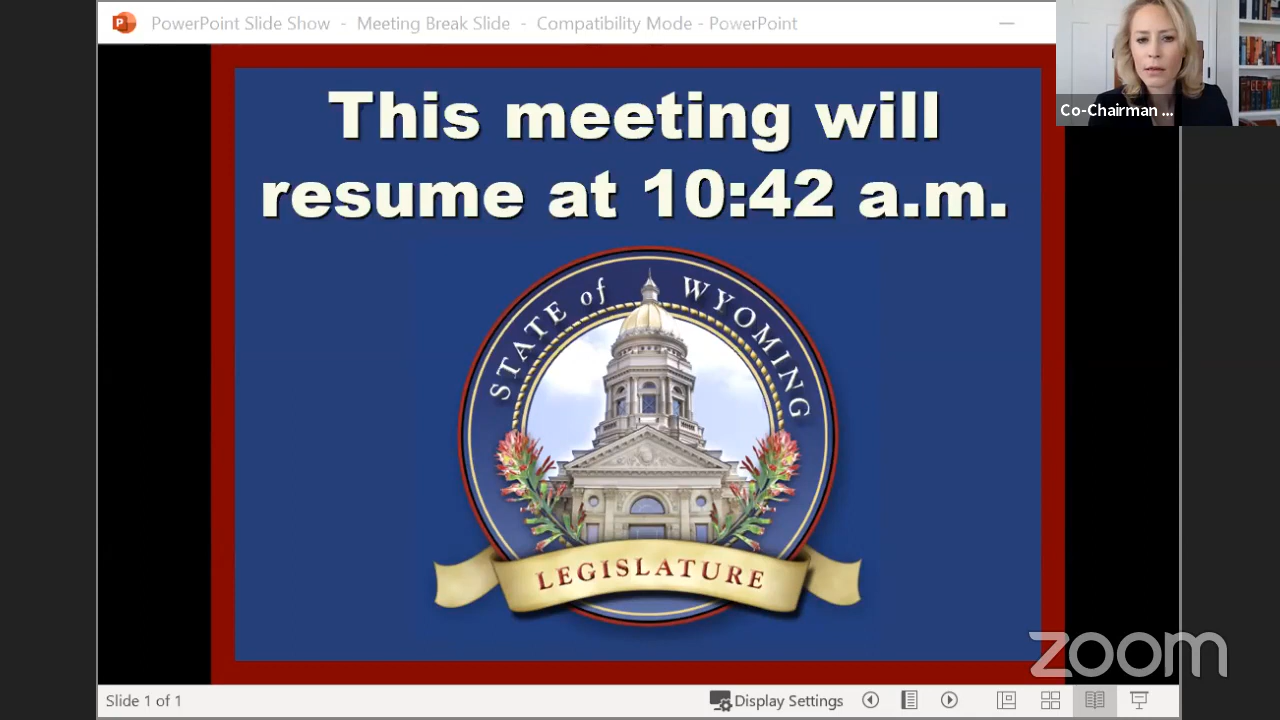 PowerPoint Slide Show - Meeting Break Slide - Compatibility Mode - PowerPoint
Co-Chairman ...
This meeting will
resume at 10:42 a.m.
STATE of WYOMING
LEGISLATURE
zoom
Slide 1 of 1
Display Settings